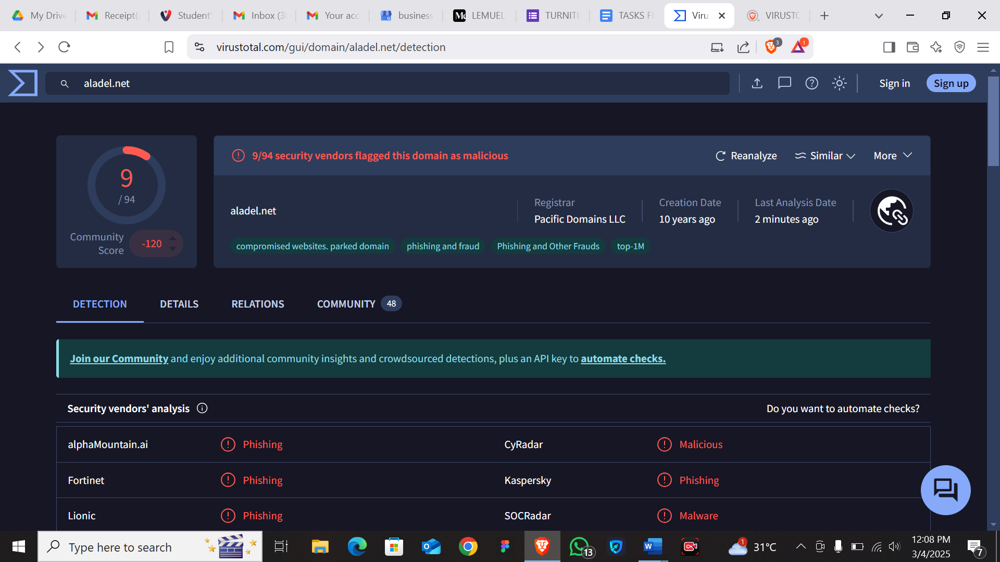 My Drive
Receipt(
Student'
Inbox (3
Your acc
business
LEMUEL
TURNITI
TASKS F
Viru
VIRUSTO
virustotal.com/gui/domain/aladel.net/detection
3
1
aladel.net
Sign in
Sign up
9
/ 94
Community
Score
-120
9/94 security vendors flagged this domain as malicious
Reanalyze
Similar
More
aladel.net
Registrar
Pacific Domains LLC
Creation Date
10 years ago
Last Analysis Date
2 minutes ago
compromised websites. parked domain
phishing and fraud
Phishing and Other Frauds
top-1M
DETECTION
DETAILS
RELATIONS
COMMUNITY
48
Join our Community and enjoy additional community insights and crowdsourced detections, plus an API key to automate checks.
Security vendors' analysis
Do you want to automate checks?
alphaMountain.ai
Phishing
CyRadar
Malicious
Fortinet
Phishing
Kaspersky
Phishing
Lionic
Phishing
SOCRadar
Malware
Type here to search
13
1
31°C
12:08 PM
3/4/2025
7